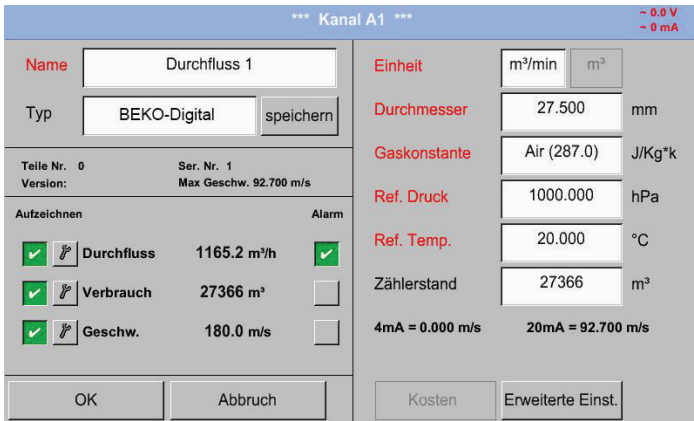 *** Kanal A1 ***
~ 0.0 V
~ 0 mA
Name
Durchfluss 1
Typ
BEKO-Digital
speichern
Teile Nr. 0
Ser. Nr. 1
Version:
Max Geschw. 92.700 m/s
Aufzeichnen
Alarm
Durchfluss 1165.2 m³/h
Verbrauch 27366 m³
Geschw. 180.0 m/s
OK
Abbruch
Einheit m³/min m³
Durchmesser 27.500 mm
Gaskonstante Air (287.0) J/Kg*k
Ref. Druck 1000.000 hPa
Ref. Temp. 20.000 °C
Zählerstand 27366 m³
4mA = 0.000 m/s 20mA = 92.700 m/s
Kosten
Erweiterte Einst.